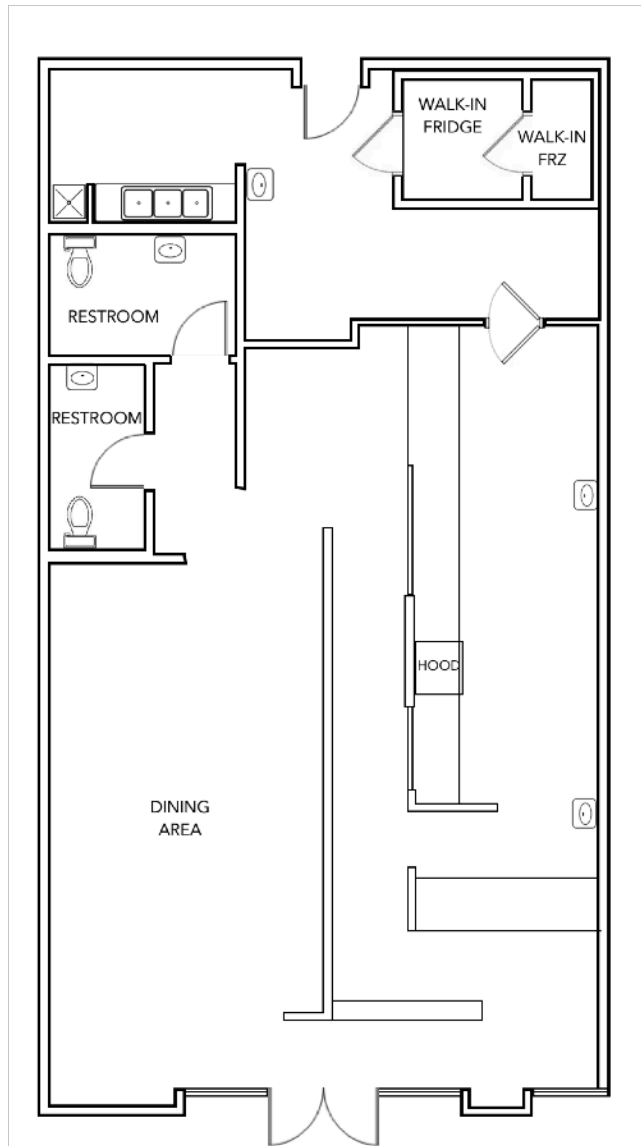 WALK-IN
FRIDGE
WALK-IN
FRZ
RESTROOM
RESTROOM
HOOD
DINING
AREA